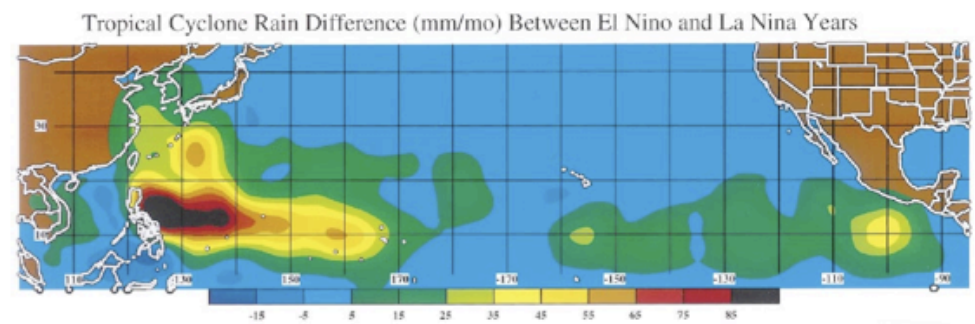 Tropical Cyclone Rain Difference (mm/mo) Between El Nino and La Nina Years
30
10
110 -130 150 170 -170 -150 -130 -110 -90
-15 -5 5 15 25 35 45 55 65 75 85